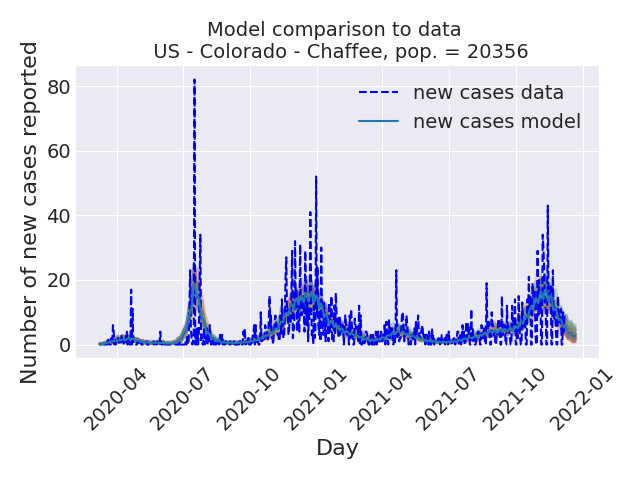 Model comparison to data
US - Colorado - Chaffee, pop. = 20356
Number of new cases reported
80
60
40
20
0
new cases data
new cases model
2020-04
2020-07
2020-10
2021-01
2021-04
2021-07
2021-10
2022-01
Day